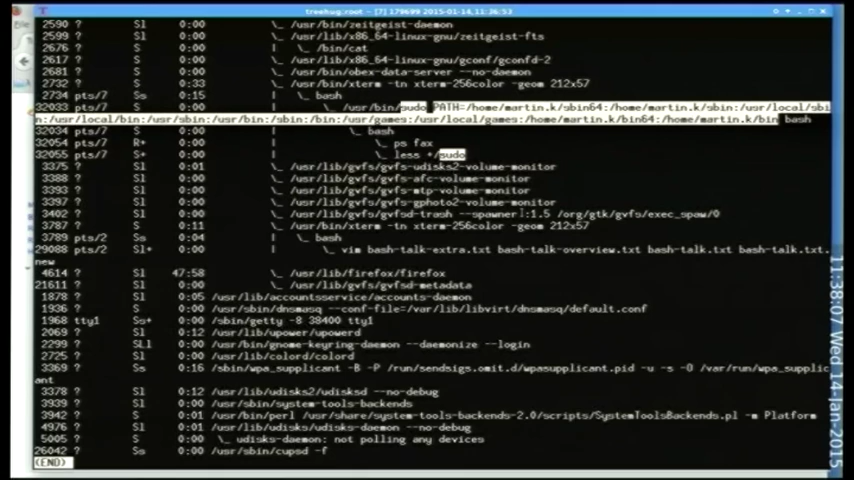 treehug:root - [7] 179699 2015-01-14,11:36:53
2590 ? Sl 0:00 \_ /usr/bin/zeitgeist-daemon
2599 ? Sl 0:00 \_ /usr/lib/x86_64-linux-gnu/zeitgeist-fts
2676 ? S 0:00 | \_ /bin/cat
2617 ? S 0:00 \_ /usr/lib/x86_64-linux-gnu/gconf/gconfd-2
2681 ? S 0:00 \_ /usr/bin/obex-data-server --no-daemon
2732 ? S 0:33 \_ /usr/bin/xterm -tn xterm-256color -geom 212x57
2734 pts/7 Ss 0:15 | \_ bash
32033 pts/7 S 0:00 | \_ /usr/bin/sudo PATH=/home/martin.k/sbin64:/home/martin.k/sbin:/usr/local/sbi
n:/usr/local/bin:/usr/sbin:/usr/bin:/sbin:/bin:/usr/games:/usr/local/games:/home/martin.k/bin64:/home/martin.k/bin bash
32034 pts/7 S 0:00 | \_ bash
32054 pts/7 R+ 0:00 | \_ ps fax
32055 pts/7 S+ 0:00 | \_ less +/sudo
3375 ? Sl 0:01 \_ /usr/lib/gvfs/gvfs-udisks2-volume-monitor
3388 ? Sl 0:00 \_ /usr/lib/gvfs/gvfs-afc-volume-monitor
3393 ? Sl 0:00 \_ /usr/lib/gvfs/gvfs-mtp-volume-monitor
3397 ? Sl 0:00 \_ /usr/lib/gvfs/gvfs-gphoto2-volume-monitor
3402 ? Sl 0:00 \_ /usr/lib/gvfs/gvfsd-trash --spawner :1.5 /org/gtk/gvfs/exec_spaw/0
3787 ? S 0:11 \_ /usr/bin/xterm -tn xterm-256color -geom 212x57
3789 pts/2 Ss 0:04 | \_ bash
29088 pts/2 Sl+ 0:00 | \_ vim bash-talk-extra.txt bash-talk-overview.txt bash-talk.txt bash-talk.txt.
new
4614 ? Sl 47:58 \_ /usr/lib/firefox/firefox
21611 ? Sl 0:00 \_ /usr/lib/gvfs/gvfsd-metadata
1878 ? Sl 0:05 /usr/lib/accountsservice/accounts-daemon
1936 ? S 0:00 /usr/sbin/dnsmasq --conf-file=/var/lib/libvirt/dnsmasq/default.conf
1968 tty1 Ss+ 0:00 /sbin/getty -8 38400 tty1
2069 ? Sl 0:12 /usr/lib/upower/upowerd
2299 ? SLl 0:00 /usr/bin/gnome-keyring-daemon --daemonize --login
2725 ? Sl 0:00 /usr/lib/colord/colord
3369 ? Ss 0:16 /sbin/wpa_supplicant -B -P /run/sendsigs.omit.d/wpasupplicant.pid -u -s -O /var/run/wpa_supplic
ant
3378 ? Sl 0:12 /usr/lib/udisks2/udisksd --no-debug
3939 ? Sl 0:00 /usr/sbin/system-tools-backends
3942 ? S 0:01 /usr/bin/perl /usr/share/system-tools-backends-2.0/scripts/SystemToolsBackends.pl -m Platform
4976 ? Sl 0:01 /usr/lib/udisks/udisks-daemon --no-debug
5005 ? S 0:00 \_ udisks-daemon: not polling any devices
26042 ? Ss 0:00 /usr/sbin/cupsd -f
(END)
11:38:07 Wed 14-Jan-2015